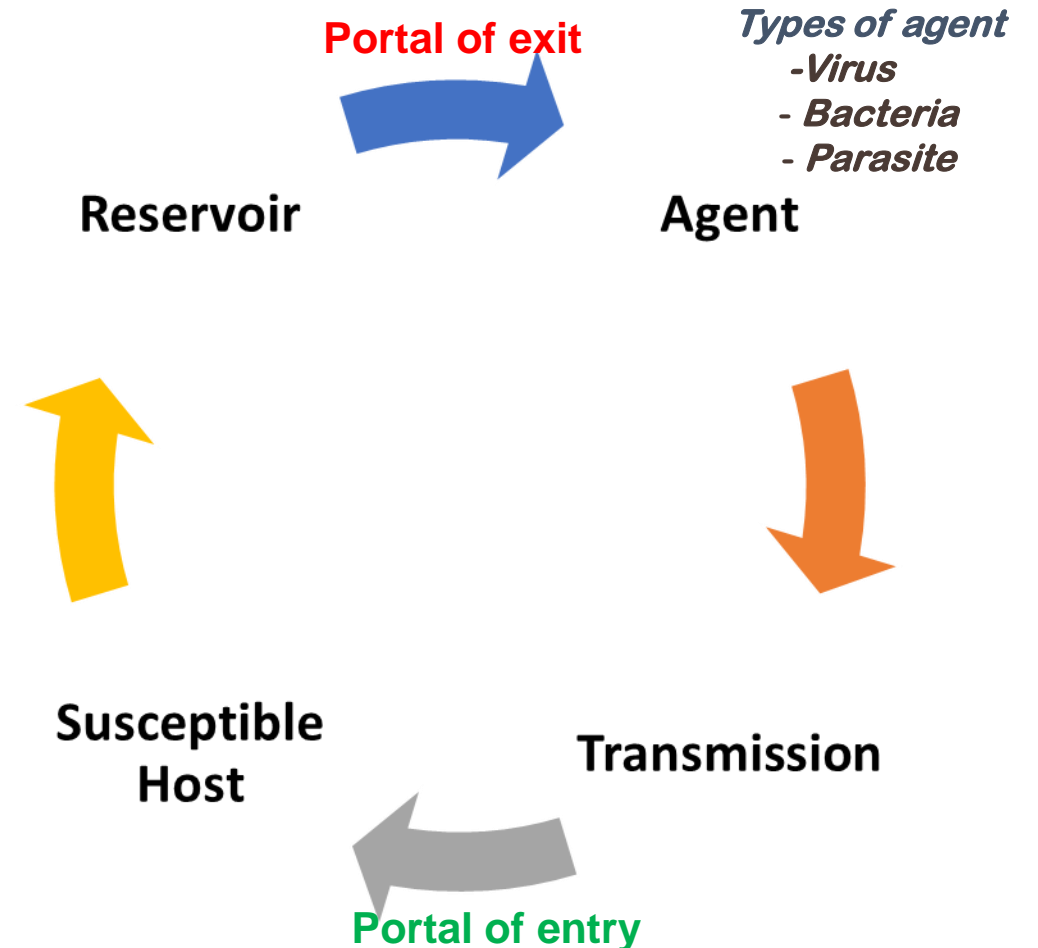 Portal of exit
Types of agent
-Virus
- Bacteria
- Parasite
Reservoir
Agent
Susceptible
Host
Transmission
Portal of entry